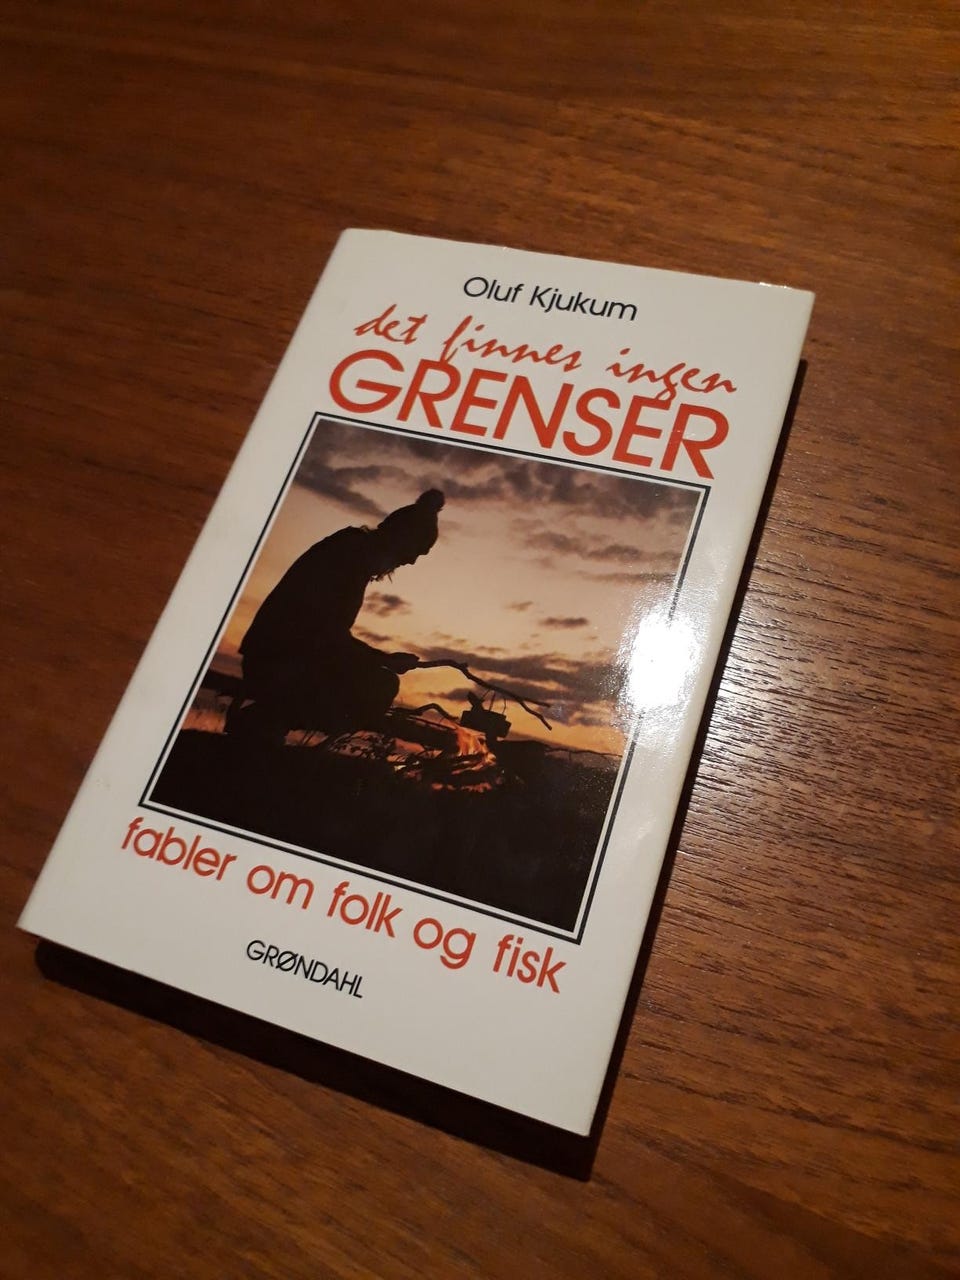 Oluf Kjukum
det finnes ingen
GRENSER
fabler om folk og fisk
GRØNDAHL